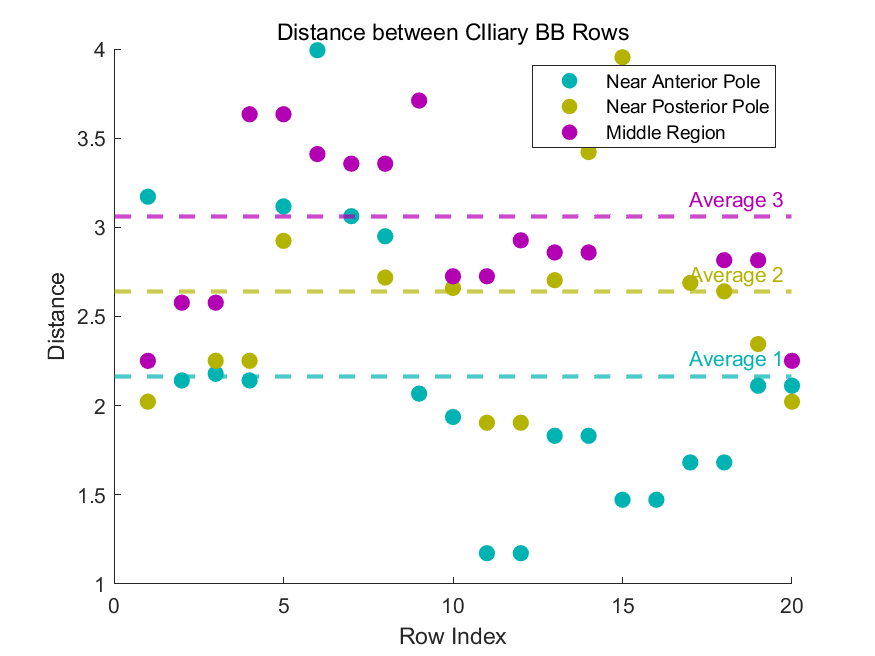 Distance between CIliary BB Rows
4
3.5
3
2.5
2
1.5
1
Distance
Near Anterior Pole
Near Posterior Pole
Middle Region
Average 3
Average 2
Average 1
0
5
10
15
20
Row Index